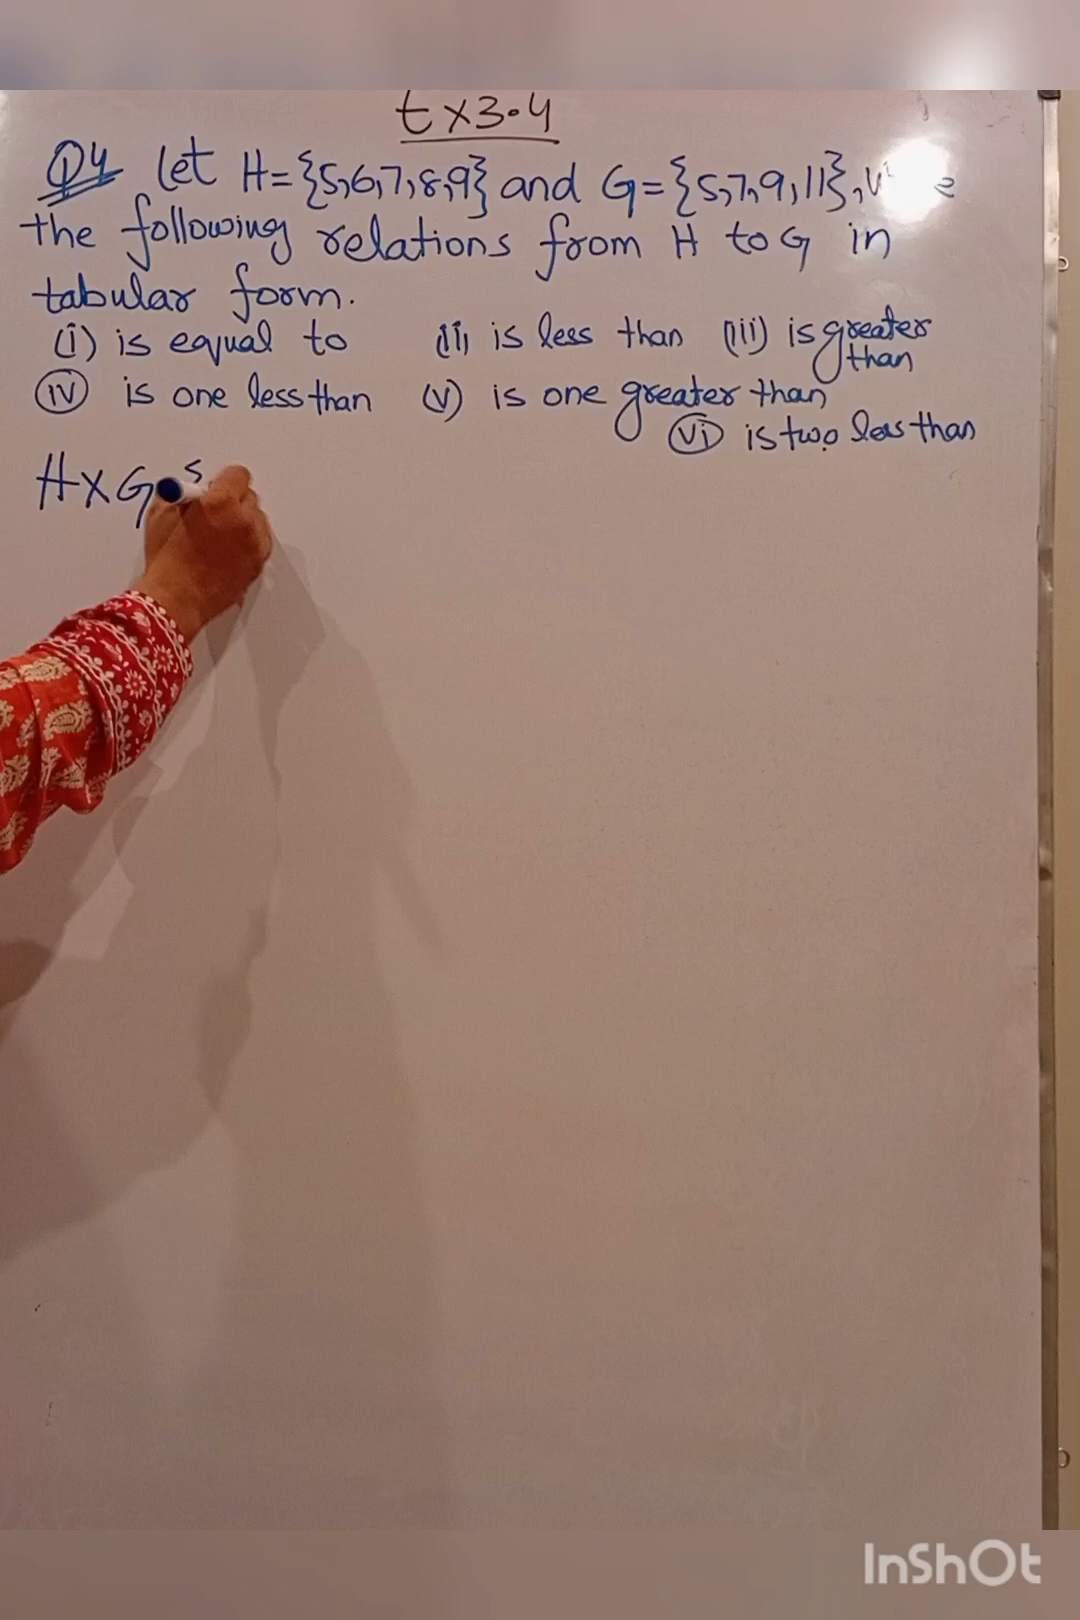 Ex3.4
Q4 let H={5,6,7,8,9} and G={5,7,9,11},
the following relations from H to G in
tabular form.
(i) is equal to (ii) is less than (iii) is greater than
(iv) is one less than (v) is one greater than
(vi) is two less than
H×G
InShOt